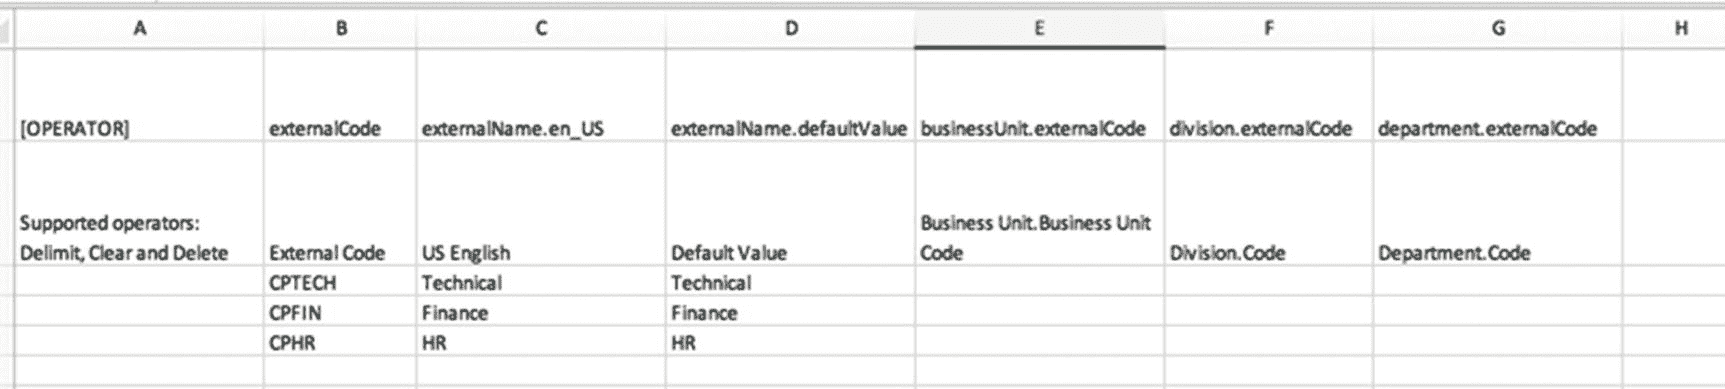 A B C D E F G H
[OPERATOR] externalCode externalName.en_US externalName.defaultValue businessUnit.externalCode division.externalCode department.externalCode
Supported operators: Business Unit.Business Unit
Delimit, Clear and Delete External Code US English Default Value Code Division.Code Department.Code
CPTECH Technical Technical
CPFIN Finance Finance
CPHR HR HR